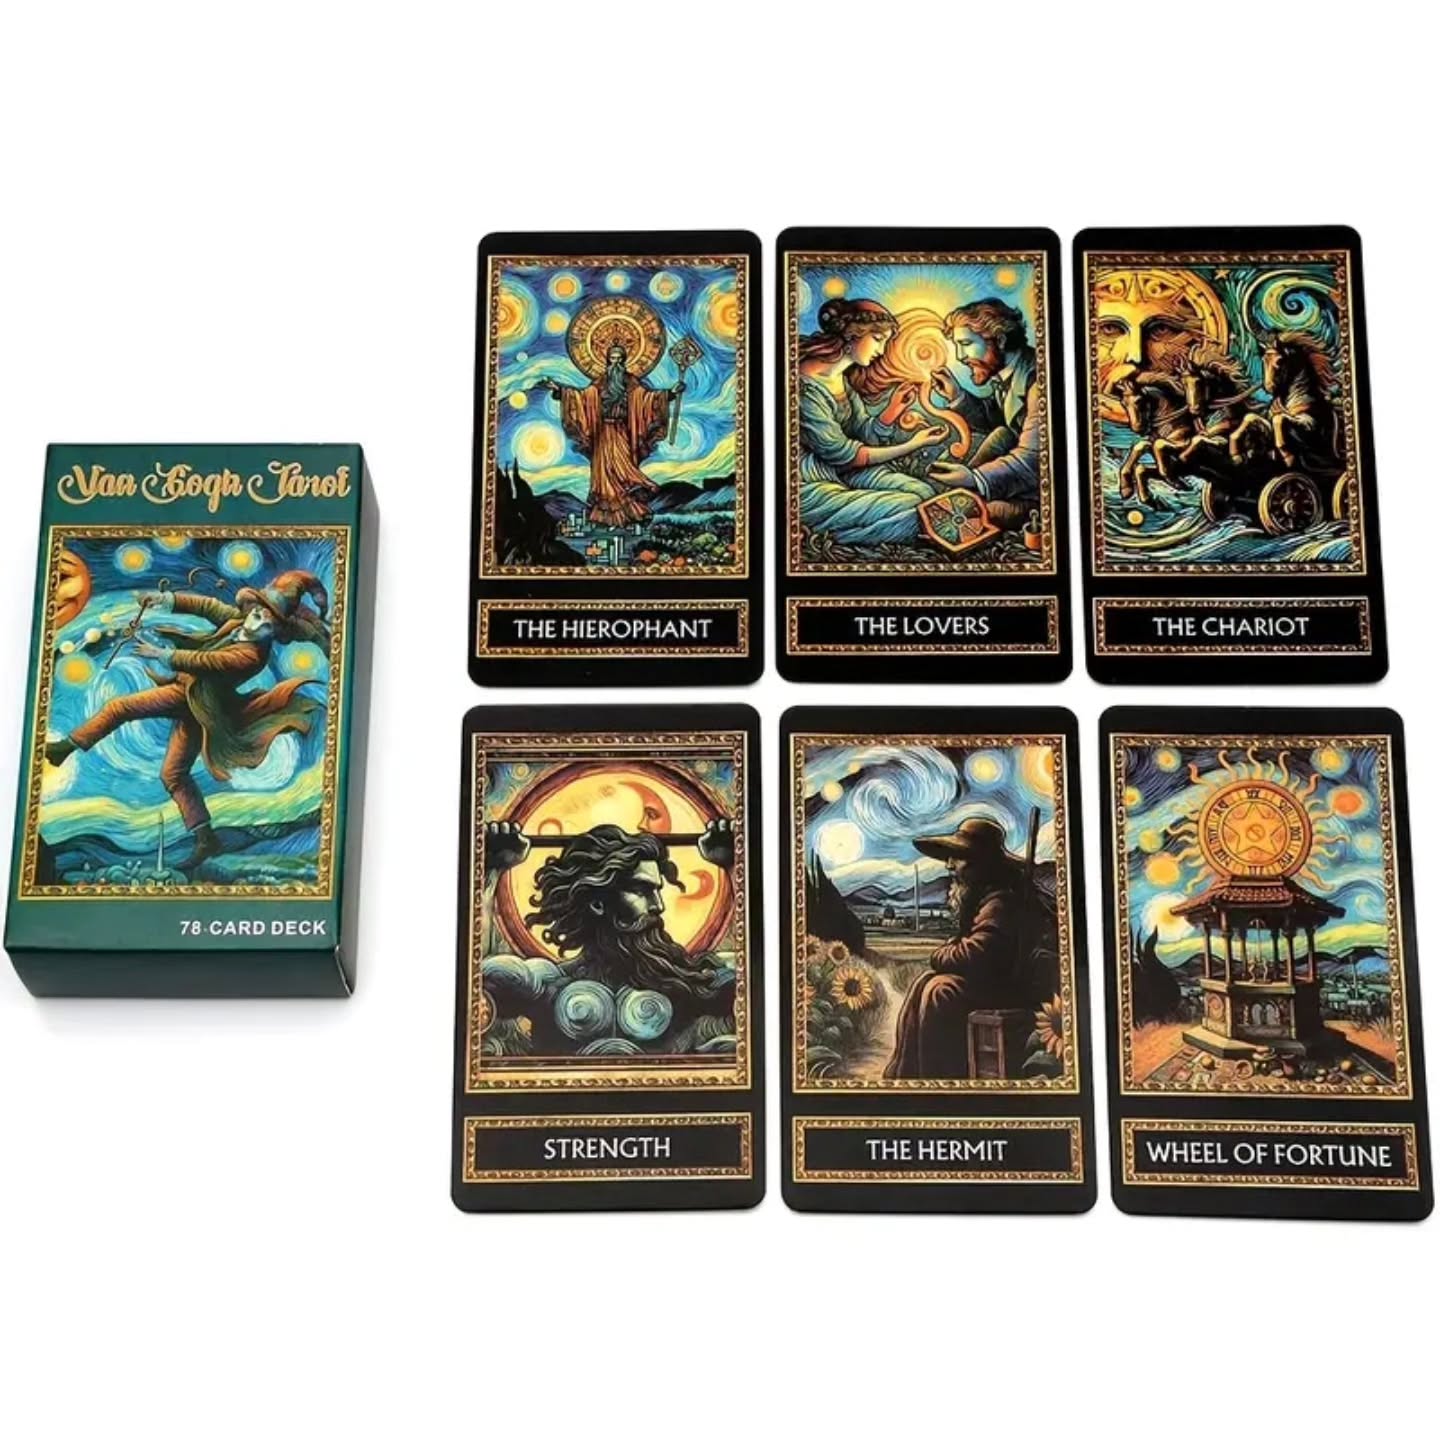 Van Gogh Tarot
78-CARD DECK
THE HIEROPHANT
THE LOVERS
THE CHARIOT
STRENGTH
THE HERMIT
WHEEL OF FORTUNE